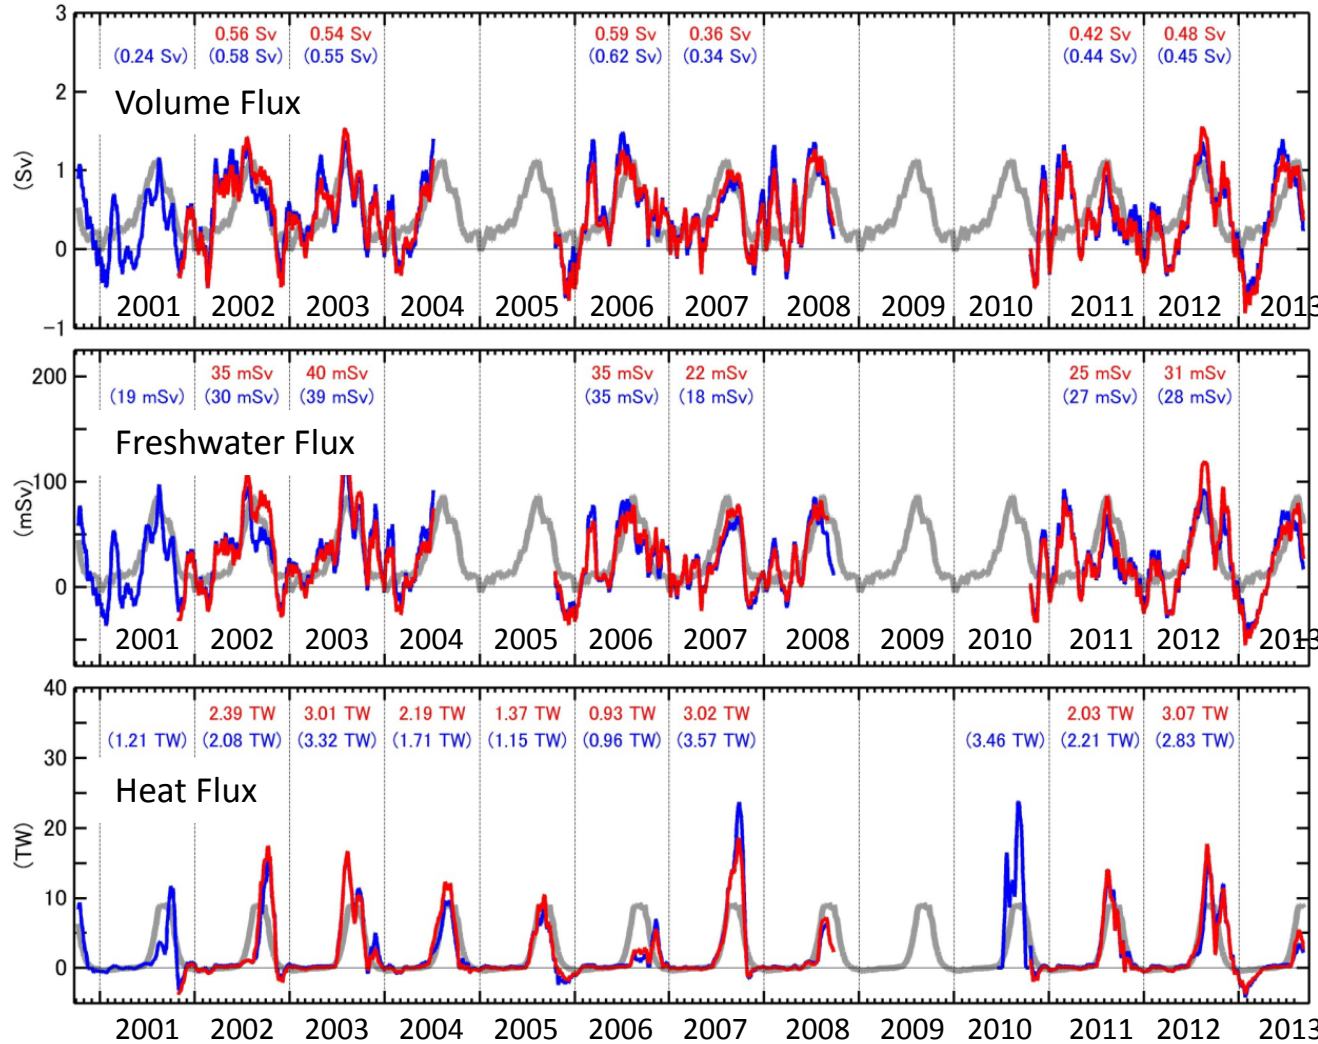 3
0.56 Sv 0.54 Sv 0.59 Sv 0.36 Sv 0.42 Sv 0.48 Sv
(0.24 Sv) (0.58 Sv) (0.55 Sv) (0.62 Sv) (0.34 Sv) (0.44 Sv) (0.45 Sv)
2
Volume Flux
(Sv)
1
0
2001 2002 2003 2004 2005 2006 2007 2008 2009 2010 2011 2012 2013
-1
200
35 mSv 40 mSv 35 mSv 22 mSv 25 mSv 31 mSv
(19 mSv) (30 mSv) (39 mSv) (35 mSv) (18 mSv) (27 mSv) (28 mSv)
Freshwater Flux
100
(mSv)
0
2001 2002 2003 2004 2005 2006 2007 2008 2009 2010 2011 2012 2013
40
2.39 TW 3.01 TW 2.19 TW 1.37 TW 0.93 TW 3.02 TW 2.03 TW 3.07 TW
(1.21 TW) (2.08 TW) (3.32 TW) (1.71 TW) (1.15 TW) (0.96 TW) (3.57 TW) (3.46 TW) (2.21 TW) (2.83 TW)
30
Heat Flux
20
(TW)
10
0
2001 2002 2003 2004 2005 2006 2007 2008 2009 2010 2011 2012 2013